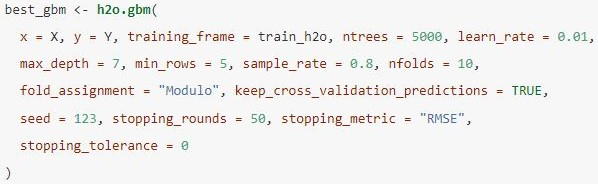 best_gbm <- h2o.gbm(
x = X, y = Y, training_frame = train_h2o, ntrees = 5000, learn_rate = 0.01,
max_depth = 7, min_rows = 5, sample_rate = 0.8, nfolds = 10,
fold_assignment = "Modulo", keep_cross_validation_predictions = TRUE,
seed = 123, stopping_rounds = 50, stopping_metric = "RMSE",
stopping_tolerance = 0
)